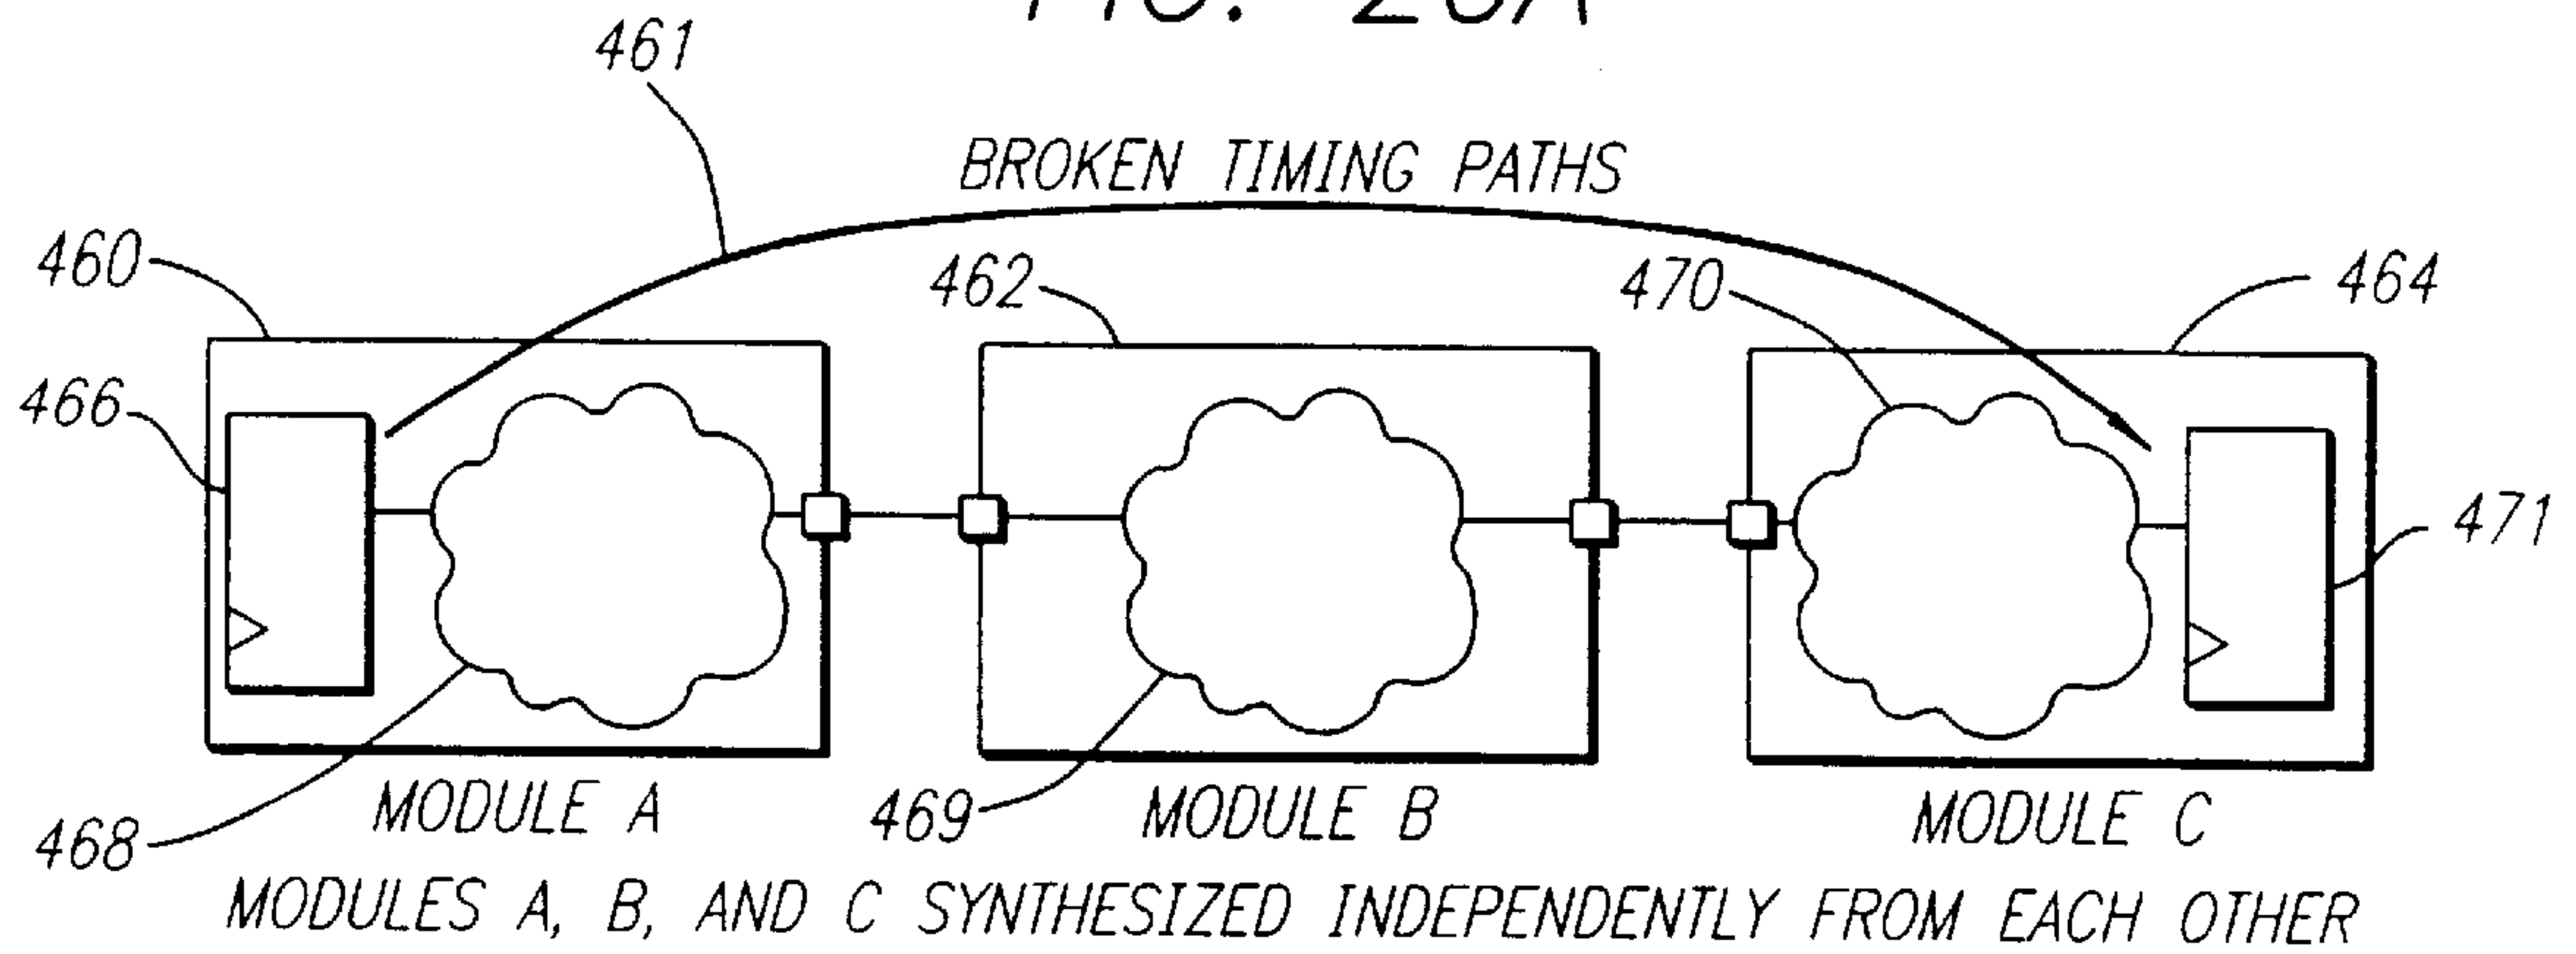 461
BROKEN TIMING PATHS
460
462
470
464
466
471
468
MODULE A
469
MODULE B
MODULE C
MODULES A, B, AND C SYNTHESIZED INDEPENDENTLY FROM EACH OTHER